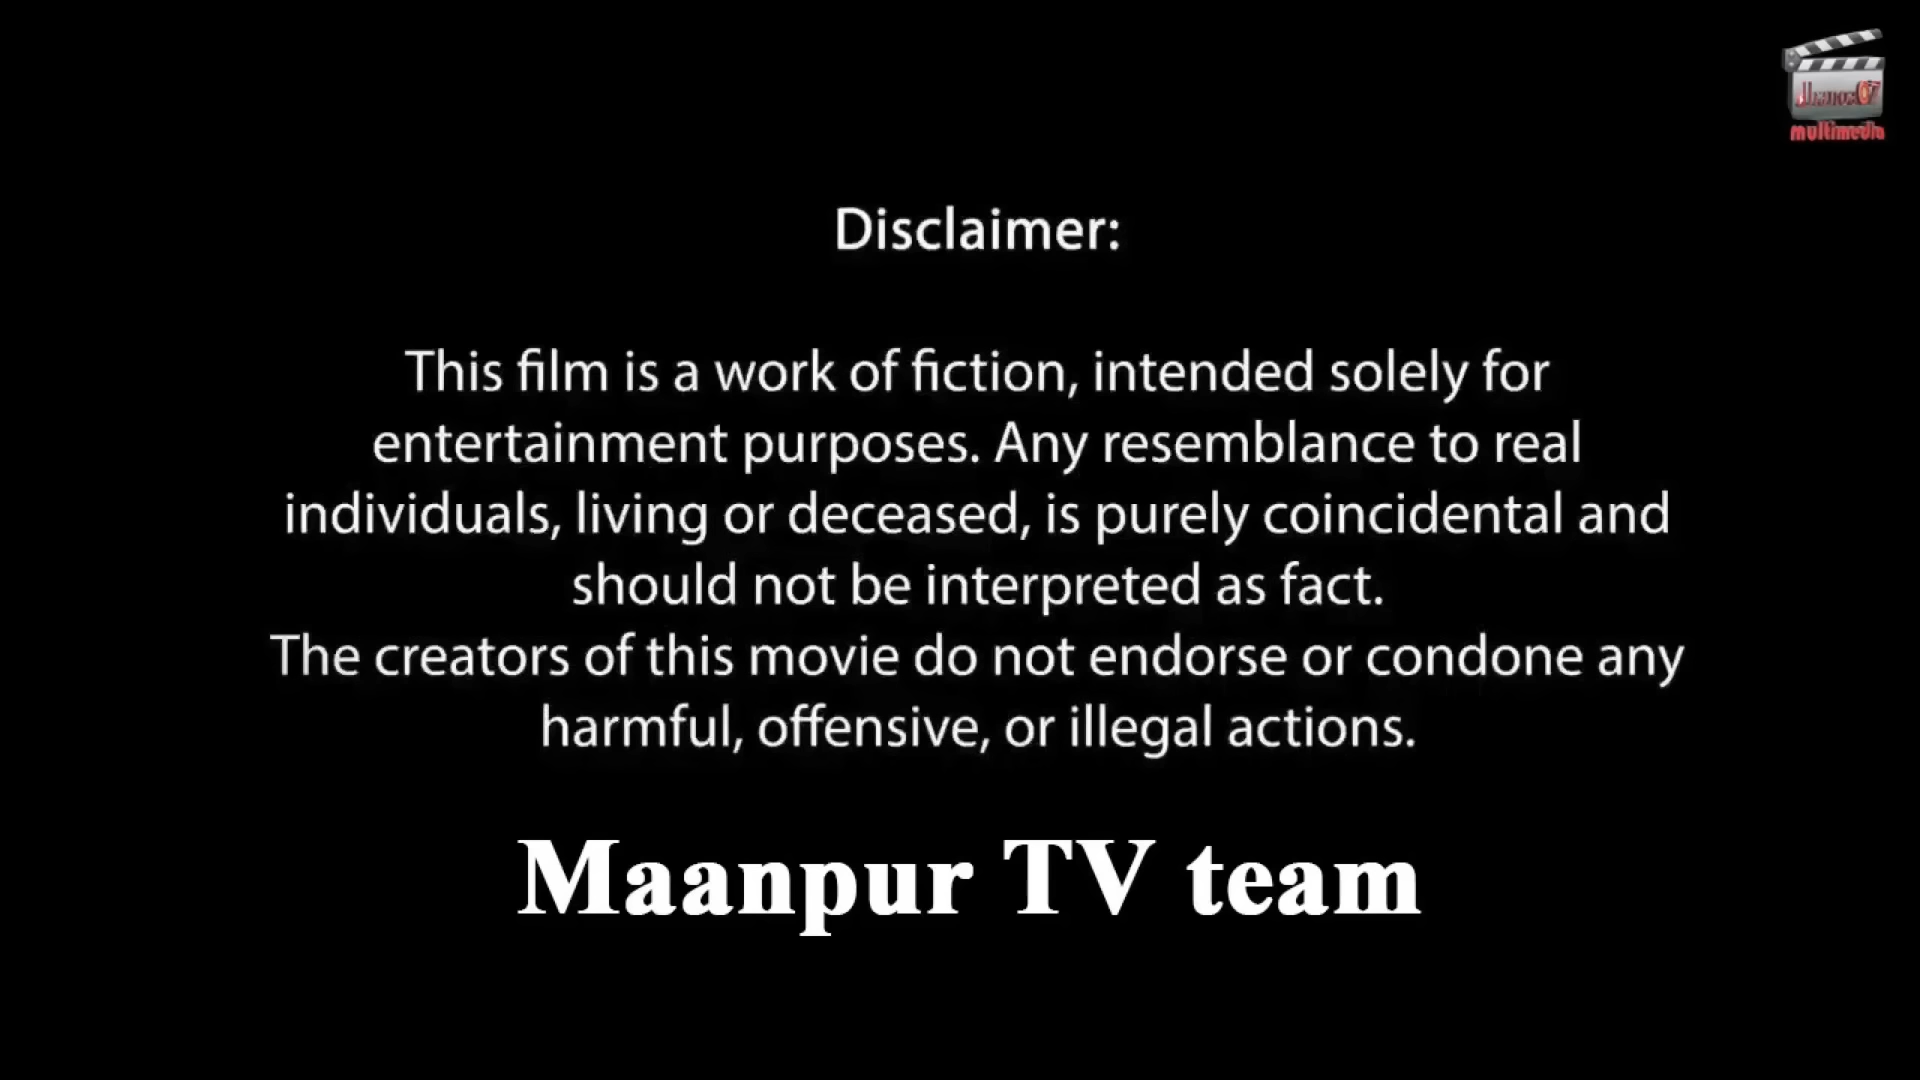 multimedia
Disclaimer:
This film is a work of fiction, intended solely for
entertainment purposes. Any resemblance to real
individuals, living or deceased, is purely coincidental and
should not be interpreted as fact.
The creators of this movie do not endorse or condone any
harmful, offensive, or illegal actions.
Maanpur TV team